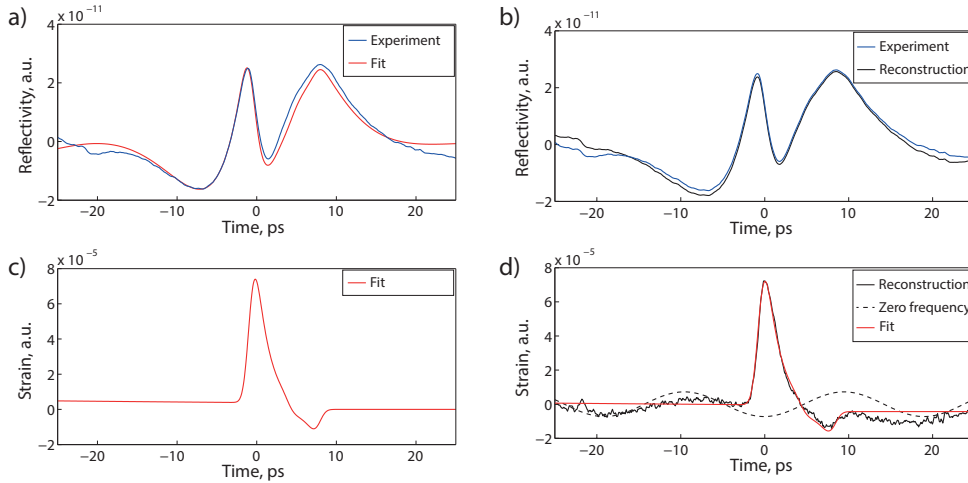 a)
x 10 −11
4
2
0
−2
Reflectivity, a.u.
−20 −10 0 10 20
Time, ps
Experiment
Fit
b)
x 10 −11
4
2
0
−2
Reflectivity, a.u.
−20 −10 0 10 20
Time, ps
Experiment
Reconstruction
c)
x 10 −5
8
6
4
2
0
−2
Strain, a.u.
−20 −10 0 10 20
Time, ps
Fit
d)
x 10 −5
8
6
4
2
0
−2
Strain, a.u.
−20 −10 0 10 20
Time, ps
Reconstruction
Zero frequency
Fit